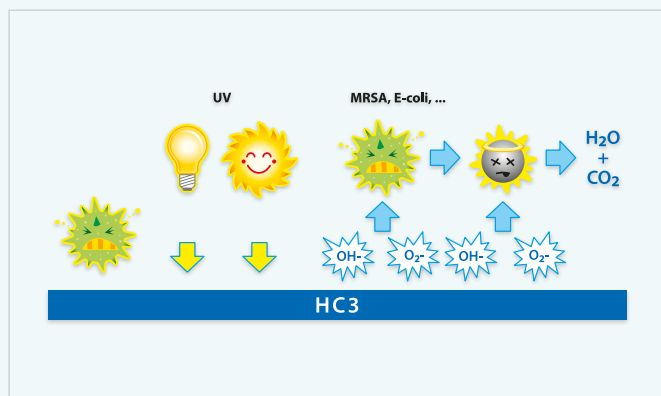 UV
MRSA, E-coli, ...
H₂O
+
CO₂
OH- O₂- OH- O₂-
HC3